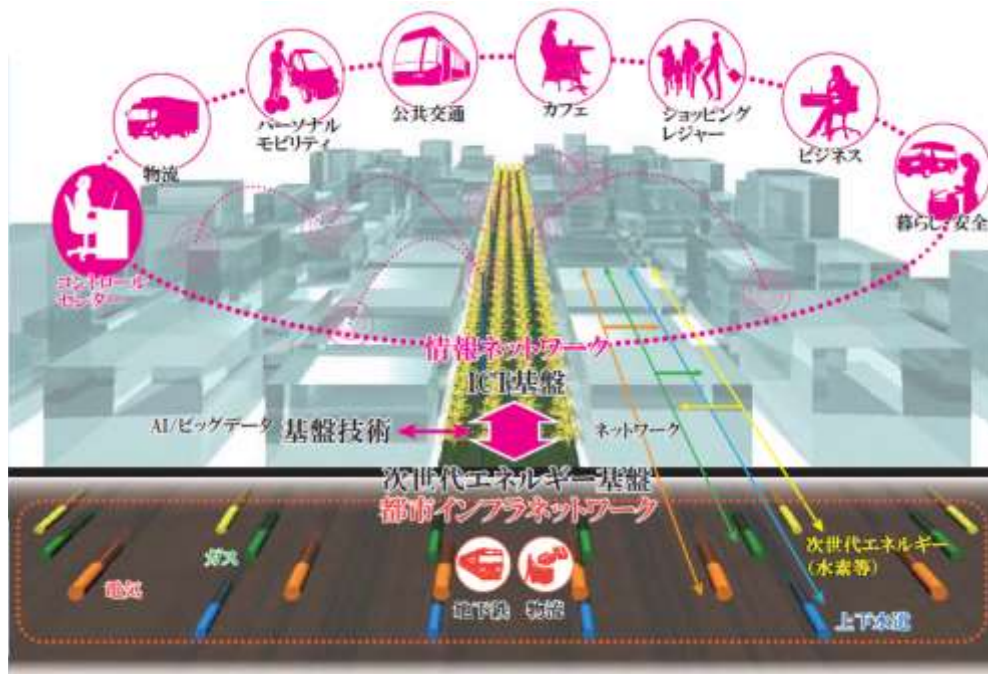 カフェ
公共交通
パーソナル
モビリティ
ショッピング
レジャー
物流
ビジネス
暮らし・安全
コントロール
センター
情報ネットワーク
ICT基盤
AI/ビッグデータ
基盤技術
ネットワーク
次世代エネルギー基盤
都市インフラネットワーク
ガス
次世代エネルギー
(水素等)
電気
地下鉄
物流
上下水道